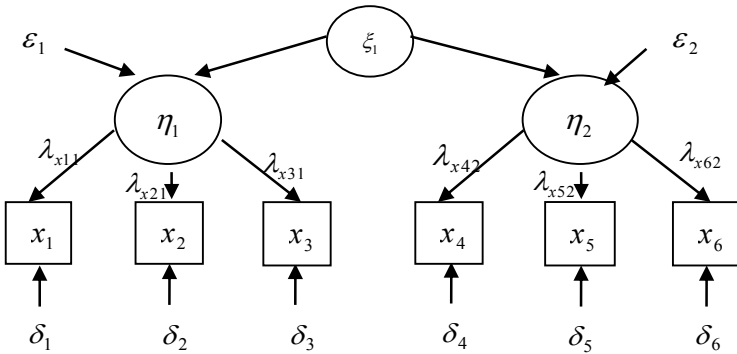 ξ₁
ε₁ ε₂
η₁ η₂
λₓ₁₁ λₓ₂₁ λₓ₃₁ λₓ₄₂ λₓ₅₂ λₓ₆₂
x₁ x₂ x₃ x₄ x₅ x₆
δ₁ δ₂ δ₃ δ₄ δ₅ δ₆